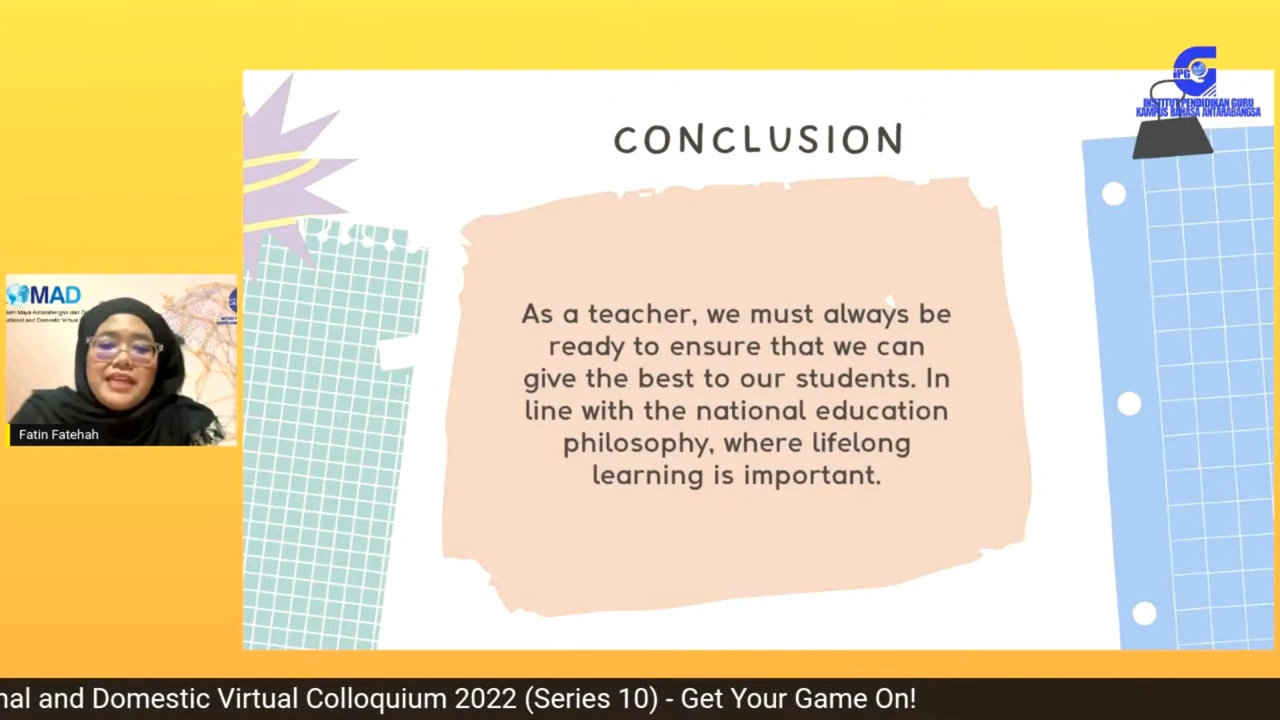 CONCLUSION
As a teacher, we must always be
ready to ensure that we can
give the best to our students. In
line with the national education
philosophy, where lifelong
learning is important.
iPG
INSTITUT PENDIDIKAN GURU
KAMPUS BAHASA ANTARABANGSA
MAD
Fatin Fatehah
and Domestic Virtual Colloquium 2022 (Series 10) - Get Your Game On!